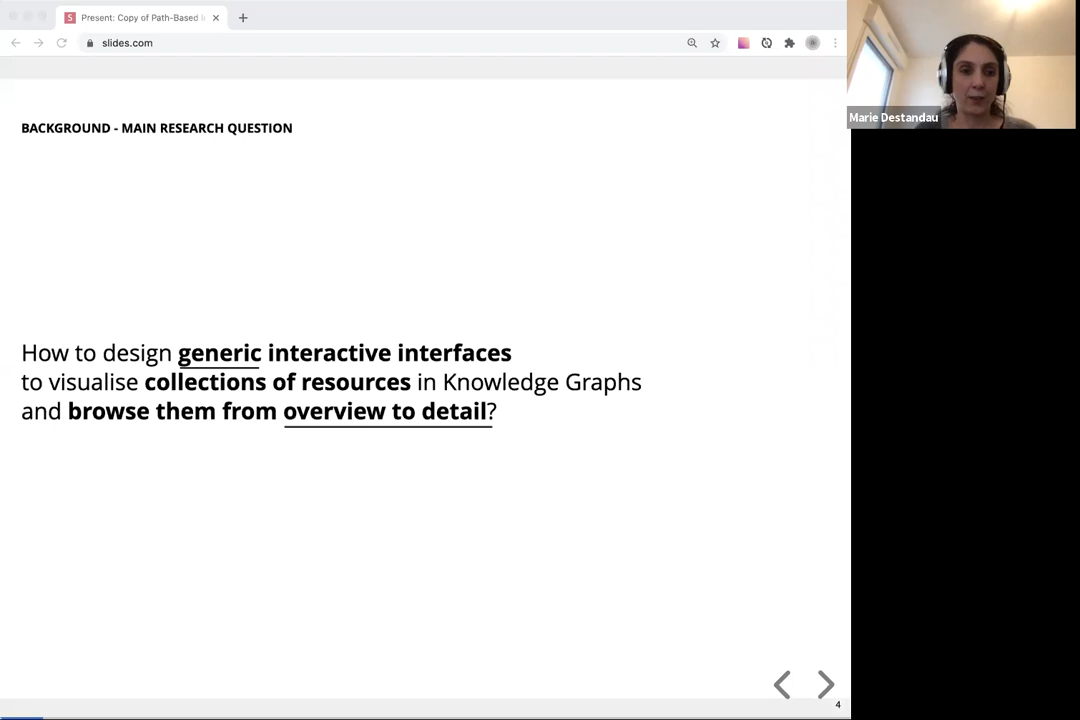 Present: Copy of Path-Based I
slides.com
Marie Destandau
BACKGROUND - MAIN RESEARCH QUESTION
How to design generic interactive interfaces
to visualise collections of resources in Knowledge Graphs
and browse them from overview to detail?
4